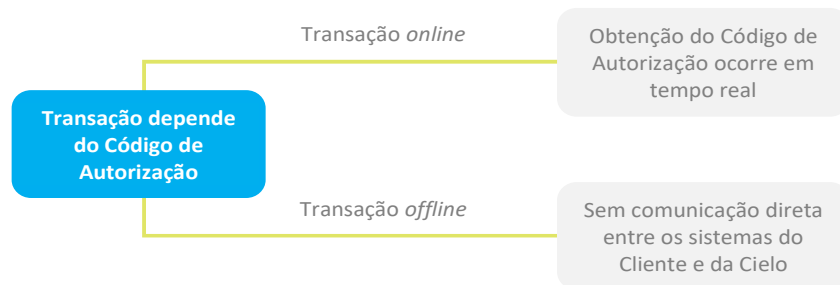 Transação online
Obtenção do Código de
Autorização ocorre em
tempo real
Transação depende
do Código de
Autorização
Transação offline
Sem comunicação direta
entre os sistemas do
Cliente e da Cielo